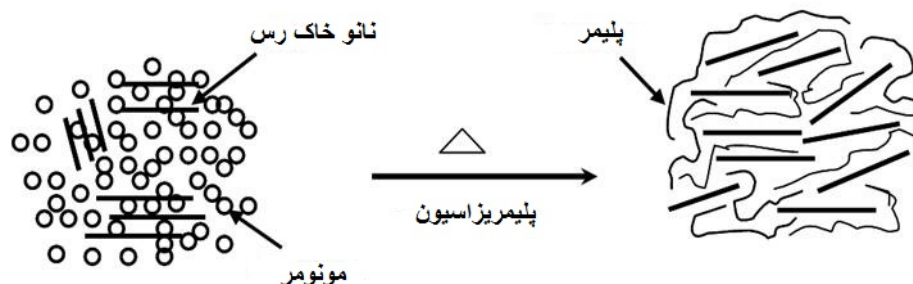 نانو خاک رس
پلیمر
پلیمریزاسیون
مونومر